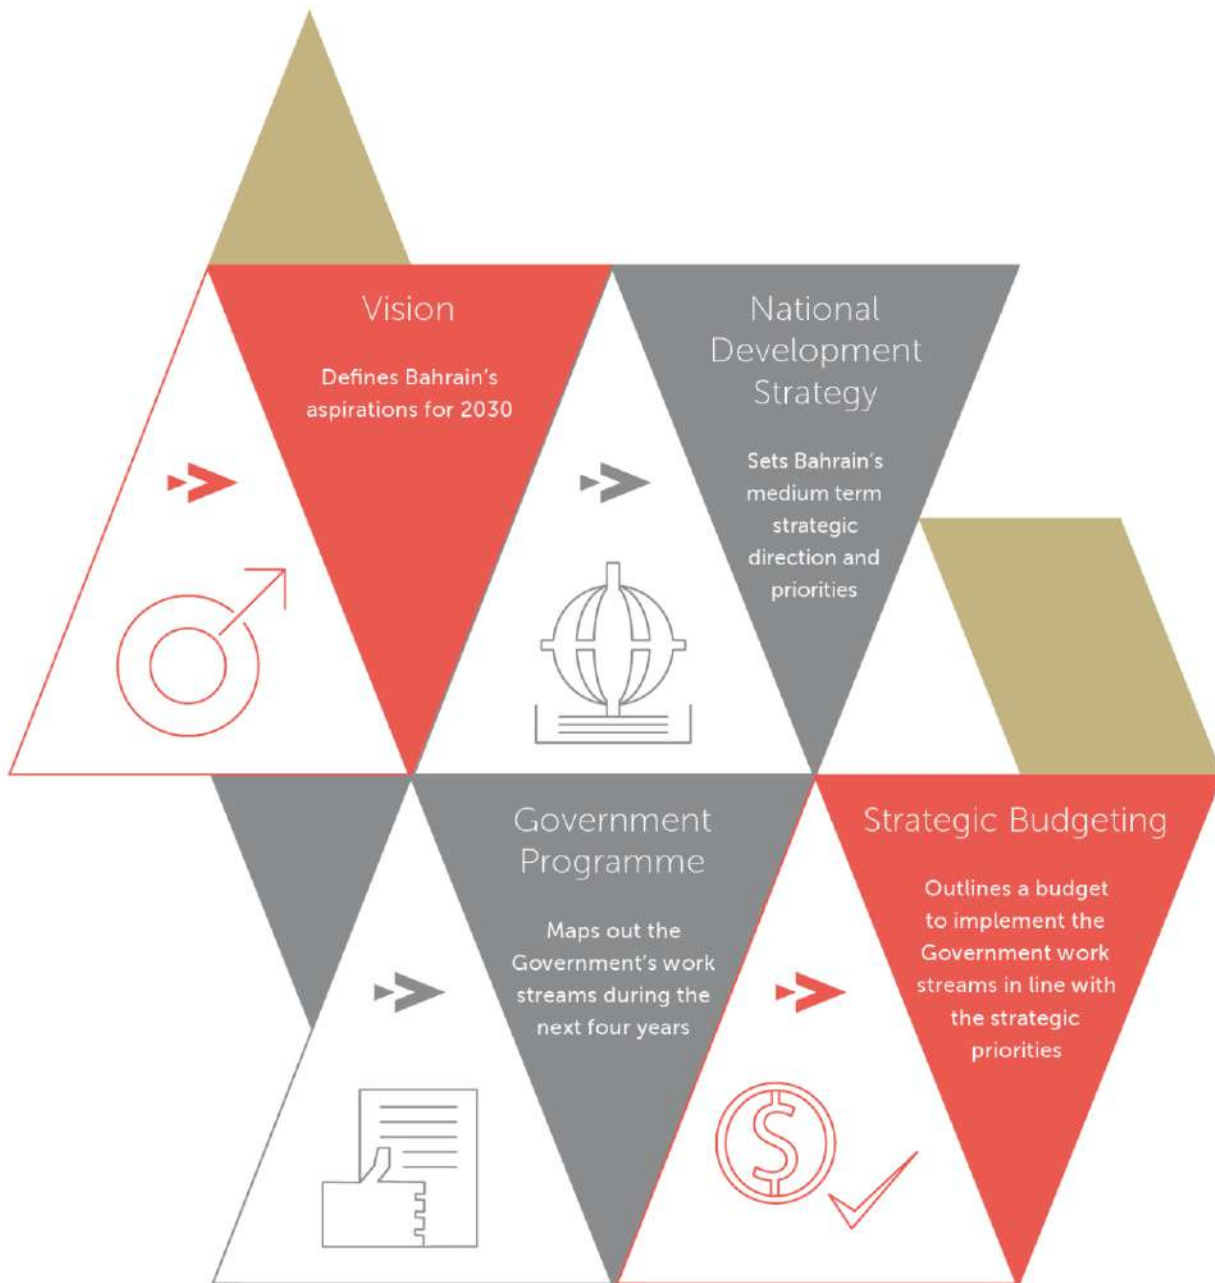 Vision
Defines Bahrain's
aspirations for 2030
National
Development
Strategy
Sets Bahrain's
medium term
strategic
direction and
priorities
Government
Programme
Maps out the
Government's work
streams during the
next four years
Strategic Budgeting
Outlines a budget
to implement the
Government work
streams in line with
the strategic
priorities